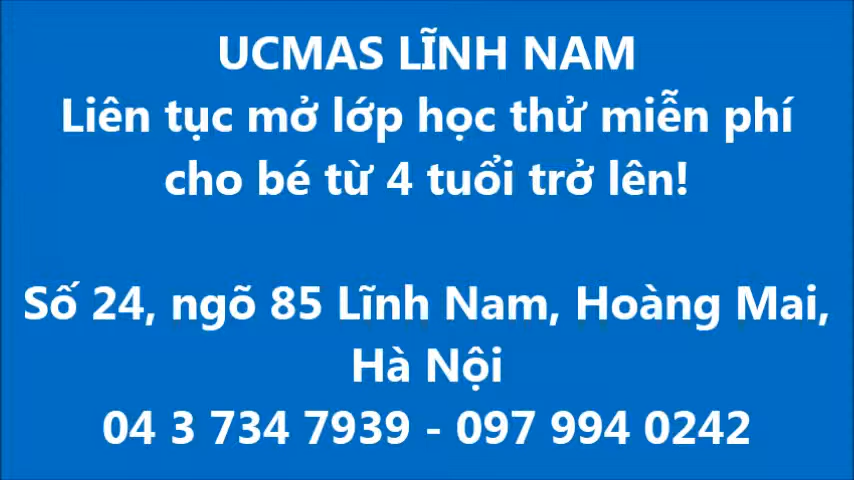 UCMAS LĨNH NAM
Liên tục mở lớp học thử miễn phí
cho bé từ 4 tuổi trở lên!
Số 24, ngõ 85 Lĩnh Nam, Hoàng Mai,
Hà Nội
04 3 734 7939 - 097 994 0242